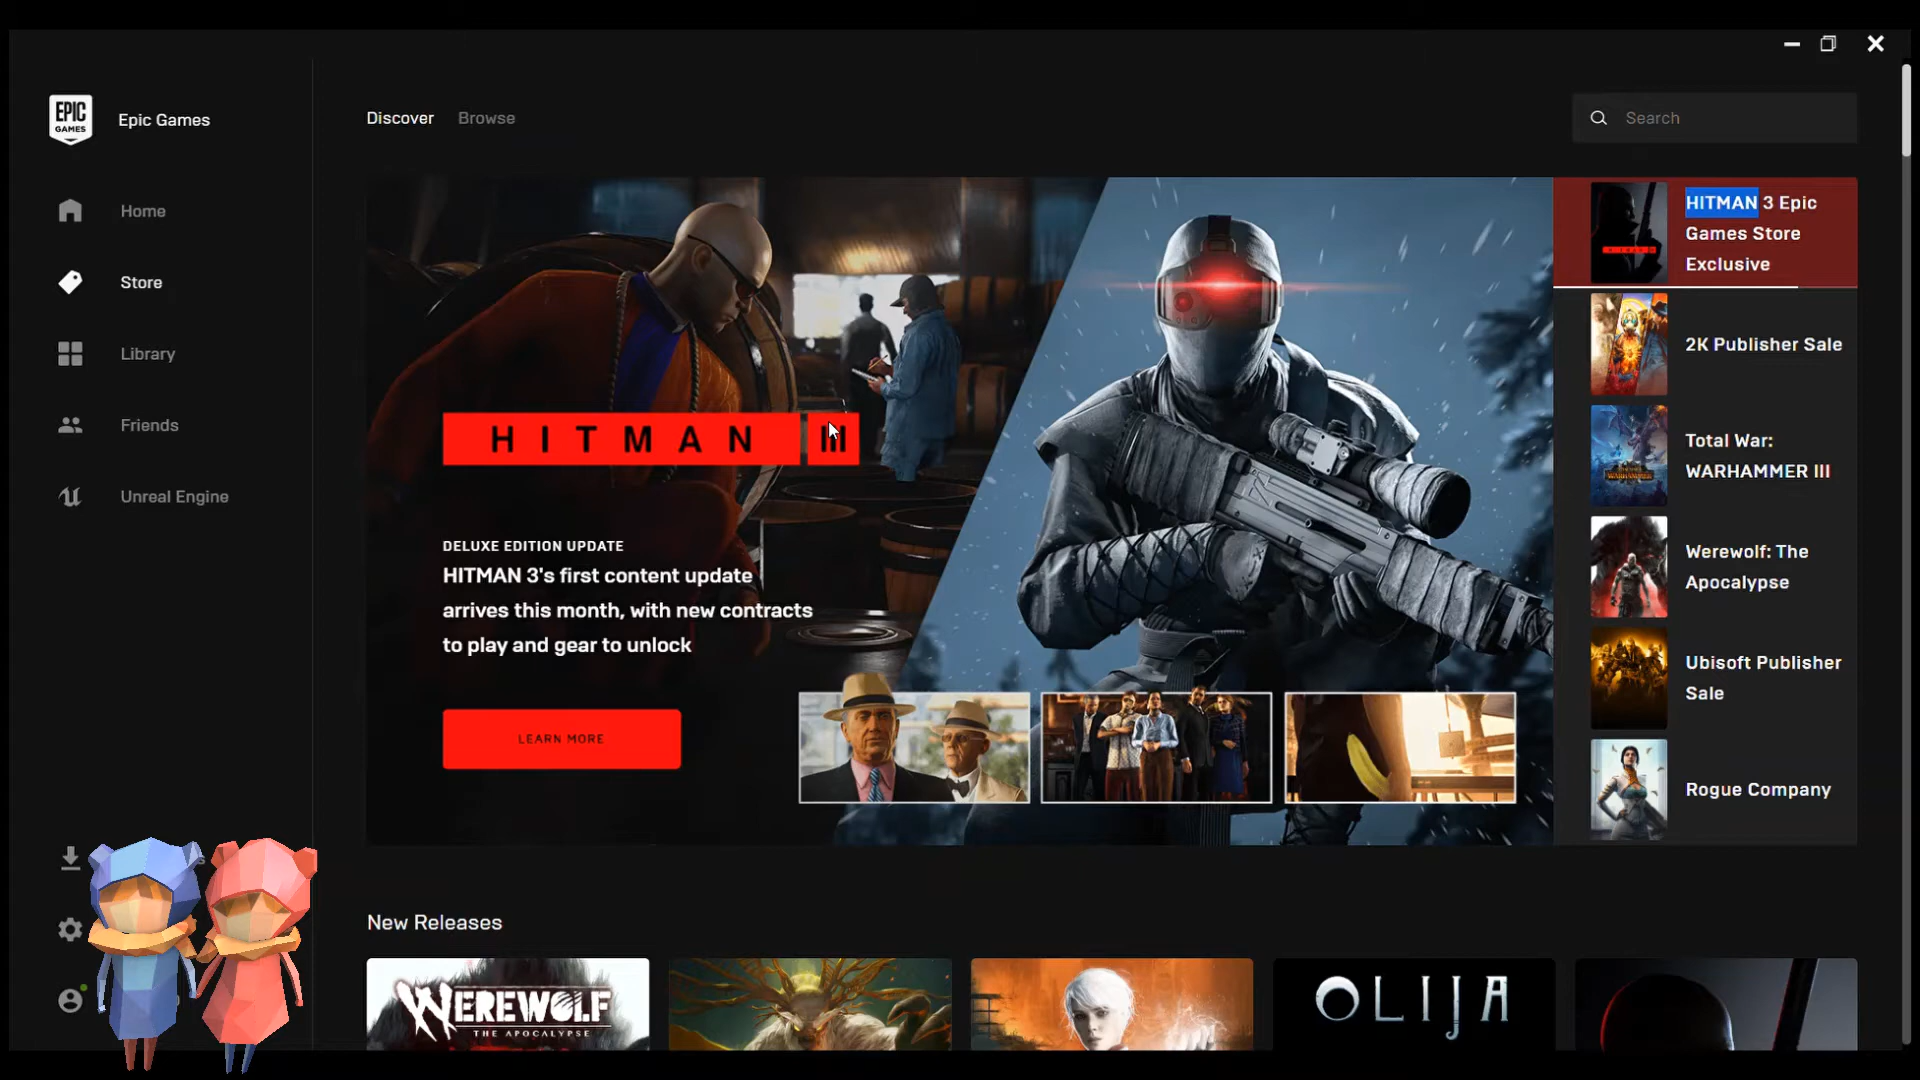 EPIC
GAMES
Epic Games
Home
Store
Library
Friends
Unreal Engine
Discover
Browse
Search
HITMAN III
DELUXE EDITION UPDATE
HITMAN 3's first content update
arrives this month, with new contracts
to play and gear to unlock
LEARN MORE
HITMAN 3 Epic
Games Store
Exclusive
2K Publisher Sale
Total War:
WARHAMMER III
Werewolf: The
Apocalypse
Ubisoft Publisher
Sale
Rogue Company
New Releases
WEREWOLF
THE APOCALYPSE
OLIJA